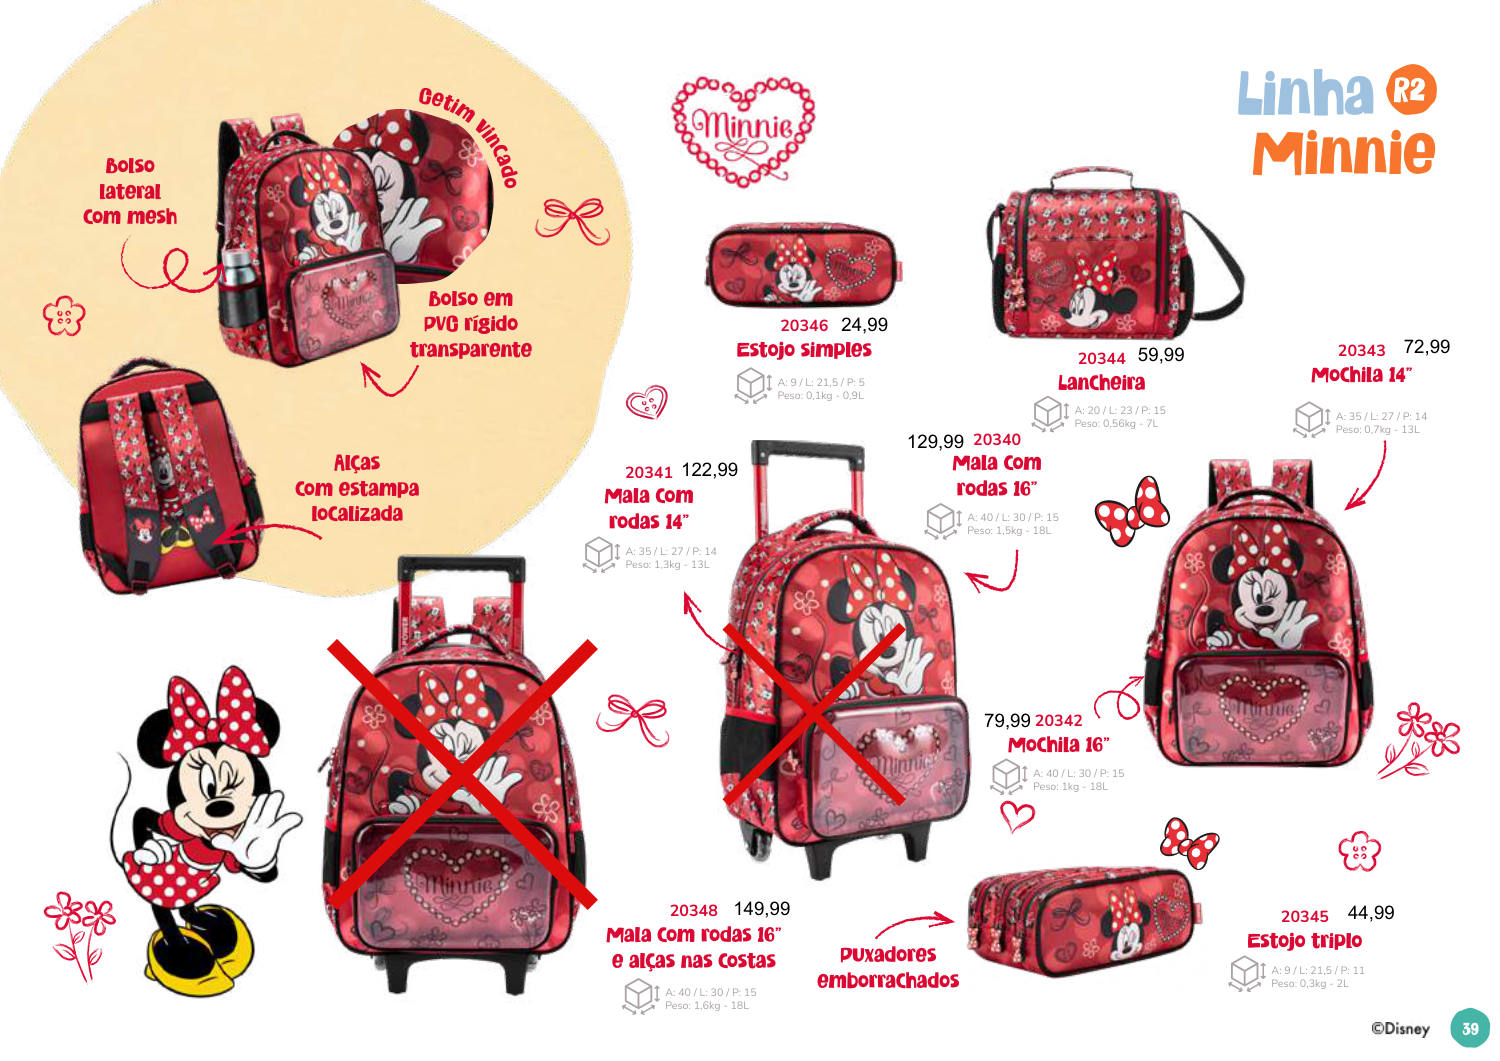 Linha R2
Minnie
Cetim vincado
Bolso
lateral
com mesh
Bolso em
PVC rígido
transparente
Alças
com estampa
localizada
Minnie
20346 24,99
Estojo simples
A: 9 / L: 21,5 / P: 5
Peso: 0,1kg - 0,9L
20344 59,99
Lancheira
A: 20 / L: 23 / P: 15
Peso: 0,56kg - 7L
20343 72,99
Mochila 14”
A: 35 / L: 27 / P: 14
Peso: 0,7kg - 13L
20341 122,99
Mala com
rodas 14”
A: 35 / L: 27 / P: 14
Peso: 1,3kg - 13L
129,99 20340
Mala com
rodas 16”
A: 40 / L: 30 / P: 15
Peso: 1,5kg - 18L
79,99 20342
Mochila 16”
A: 40 / L: 30 / P: 15
Peso: 1kg - 18L
20348 149,99
Mala com rodas 16”
e alças nas costas
A: 40 / L: 30 / P: 15
Peso: 1,6kg - 18L
Puxadores
emborrachados
20345 44,99
Estojo triplo
A: 9 / L: 21,5 / P: 11
Peso: 0,3kg - 2L
Minnie
Minnie
Minnie
Minnie
Minnie
POWER
©Disney
39